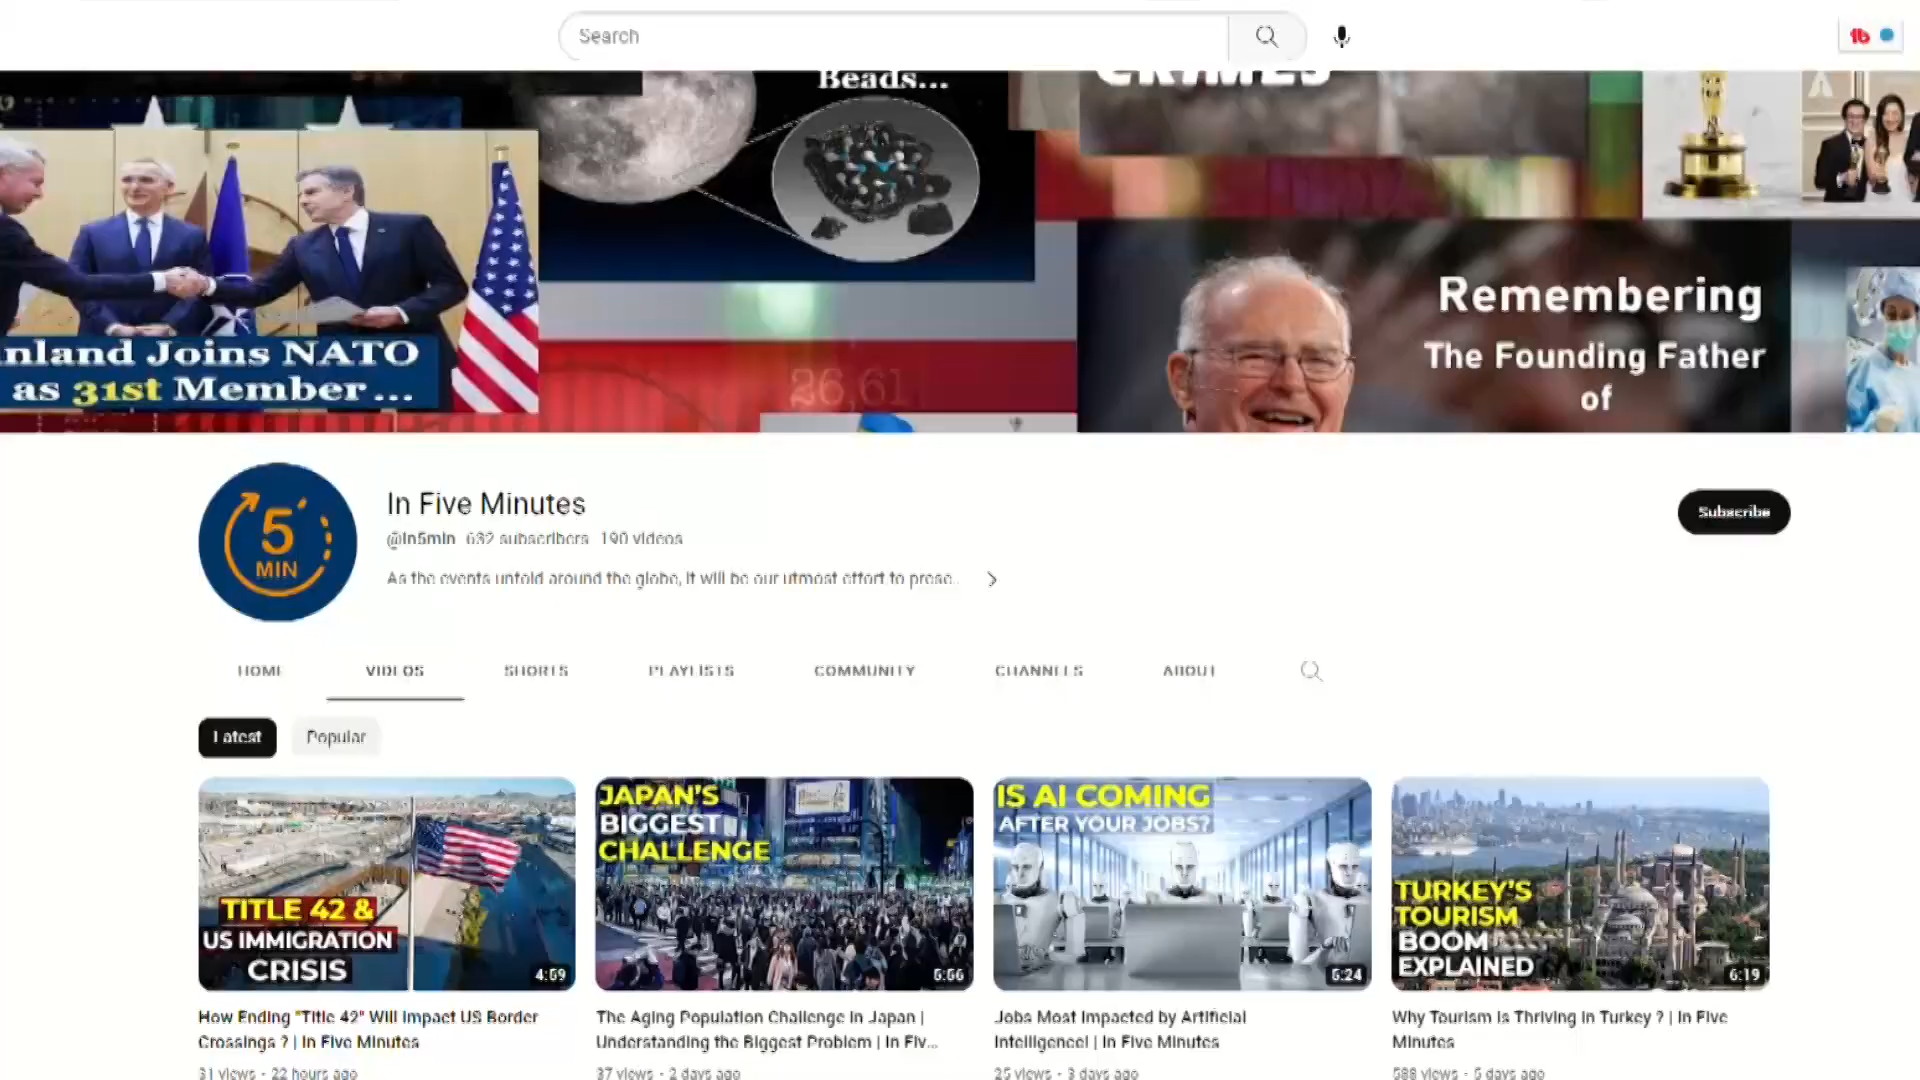 Search
Beads...
CRIMES
nland Joins NATO
as 31st Member...
26,61
Remembering
The Founding Father
of
5
MIN
In Five Minutes
@In5min 632 subscribers 190 videos
Subscribe
As the events unfold around the globe, it will be our utmost effort to prese...
HOME
VIDEOS
SHORTS
PLAYLISTS
COMMUNITY
CHANNELS
ABOUT
Latest
Popular
TITLE 42 &
US IMMIGRATION
CRISIS
4:59
JAPAN'S
BIGGEST
CHALLENGE
IS AI COMING
AFTER YOUR JOBS?
TURKEY'S
TOURISM
BOOM
EXPLAINED
6:19
How Ending "Title 42" Will Impact US Border
Crossings ? | In Five Minutes
31 views • 22 hours ago
The Aging Population Challenge in Japan |
Understanding the Biggest Problem | In Fiv...
37 views • 2 days ago
Jobs Most Impacted by Artificial
Intelligence! | In Five Minutes
25 views • 3 days ago
Why Tourism Is Thriving in Turkey ? | In Five
Minutes
588 views • 5 days ago